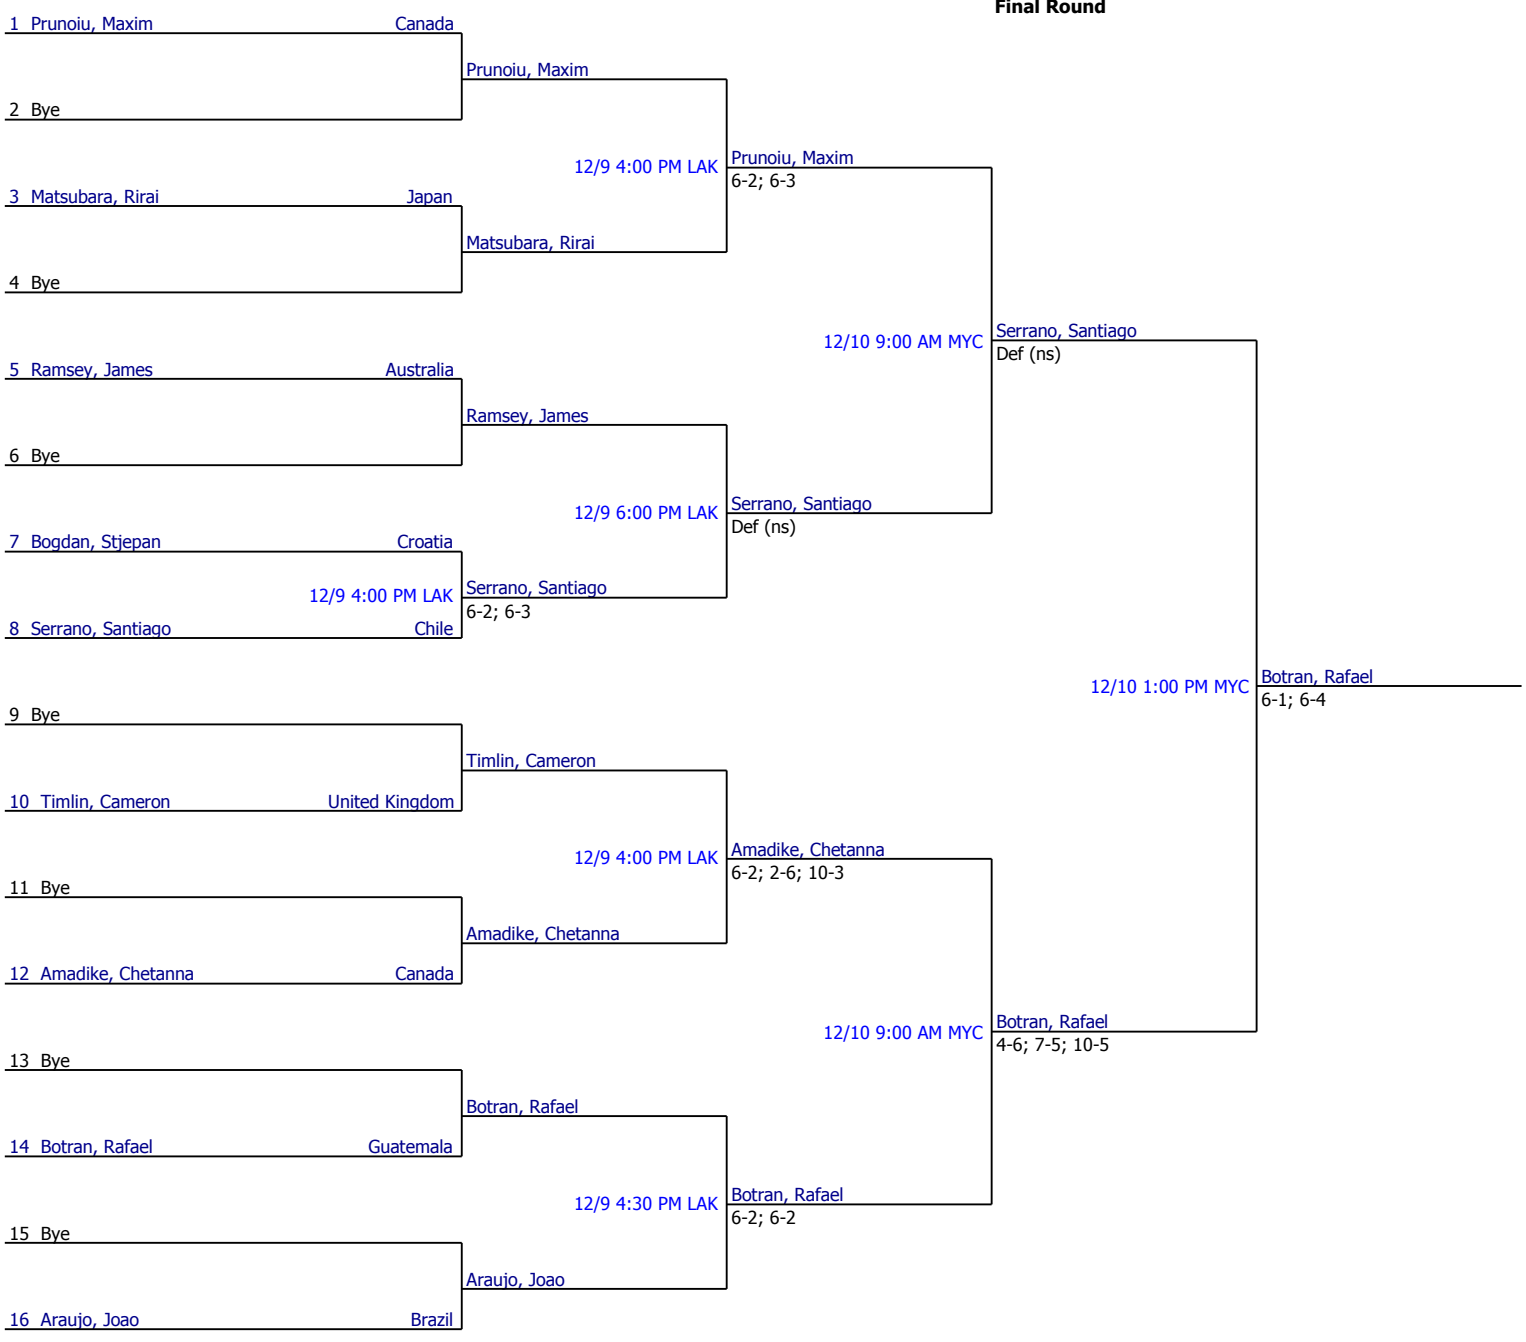 Final Round
1 Prunoiu, Maxim Canada
Prunoiu, Maxim
2 Bye
12/9 4:00 PM LAK
Prunoiu, Maxim
6-2; 6-3
3 Matsubara, Rirai Japan
Matsubara, Rirai
4 Bye
12/10 9:00 AM MYC
Serrano, Santiago
Def (ns)
5 Ramsey, James Australia
Ramsey, James
6 Bye
12/9 6:00 PM LAK
Serrano, Santiago
Def (ns)
7 Bogdan, Stjepan Croatia
12/9 4:00 PM LAK
Serrano, Santiago
6-2; 6-3
8 Serrano, Santiago Chile
12/10 1:00 PM MYC
Botran, Rafael
6-1; 6-4
9 Bye
Timlin, Cameron
10 Timlin, Cameron United Kingdom
12/9 4:00 PM LAK
Amadike, Chetanna
6-2; 2-6; 10-3
11 Bye
Amadike, Chetanna
12 Amadike, Chetanna Canada
12/10 9:00 AM MYC
Botran, Rafael
4-6; 7-5; 10-5
13 Bye
Botran, Rafael
14 Botran, Rafael Guatemala
12/9 4:30 PM LAK
Botran, Rafael
6-2; 6-2
15 Bye
Araujo, Joao
16 Araujo, Joao Brazil